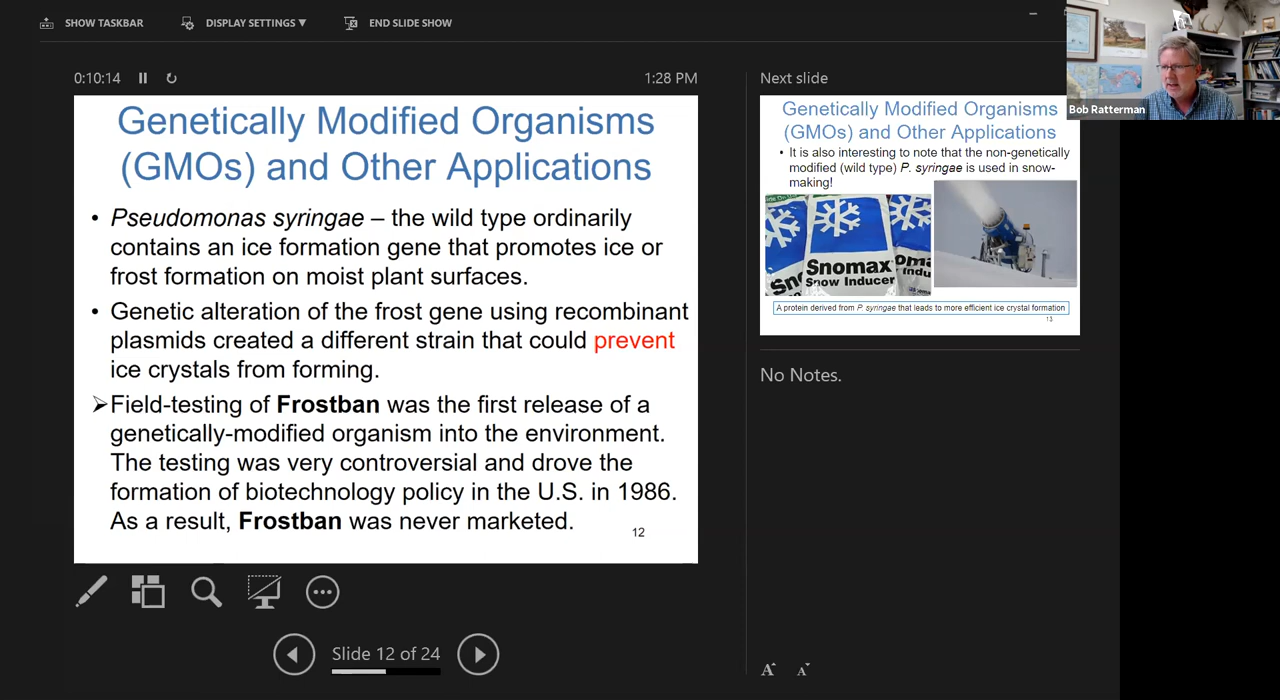 SHOW TASKBAR
DISPLAY SETTINGS ▼
END SLIDE SHOW
0:10:14
1:28 PM
Genetically Modified Organisms
(GMOs) and Other Applications
• Pseudomonas syringae – the wild type ordinarily
contains an ice formation gene that promotes ice or
frost formation on moist plant surfaces.
• Genetic alteration of the frost gene using recombinant
plasmids created a different strain that could prevent
ice crystals from forming.
➢Field-testing of Frostban was the first release of a
genetically-modified organism into the environment.
The testing was very controversial and drove the
formation of biotechnology policy in the U.S. in 1986.
As a result, Frostban was never marketed.
12
Slide 12 of 24
Next slide
Genetically Modified Organisms
(GMOs) and Other Applications
• It is also interesting to note that the non-genetically
modified (wild type) P. syringae is used in snow-
making!
Snomax
Snow Inducer
A protein derived from P. syringae that leads to more efficient ice crystal formation
13
No Notes.
A A
Bob Ratterman